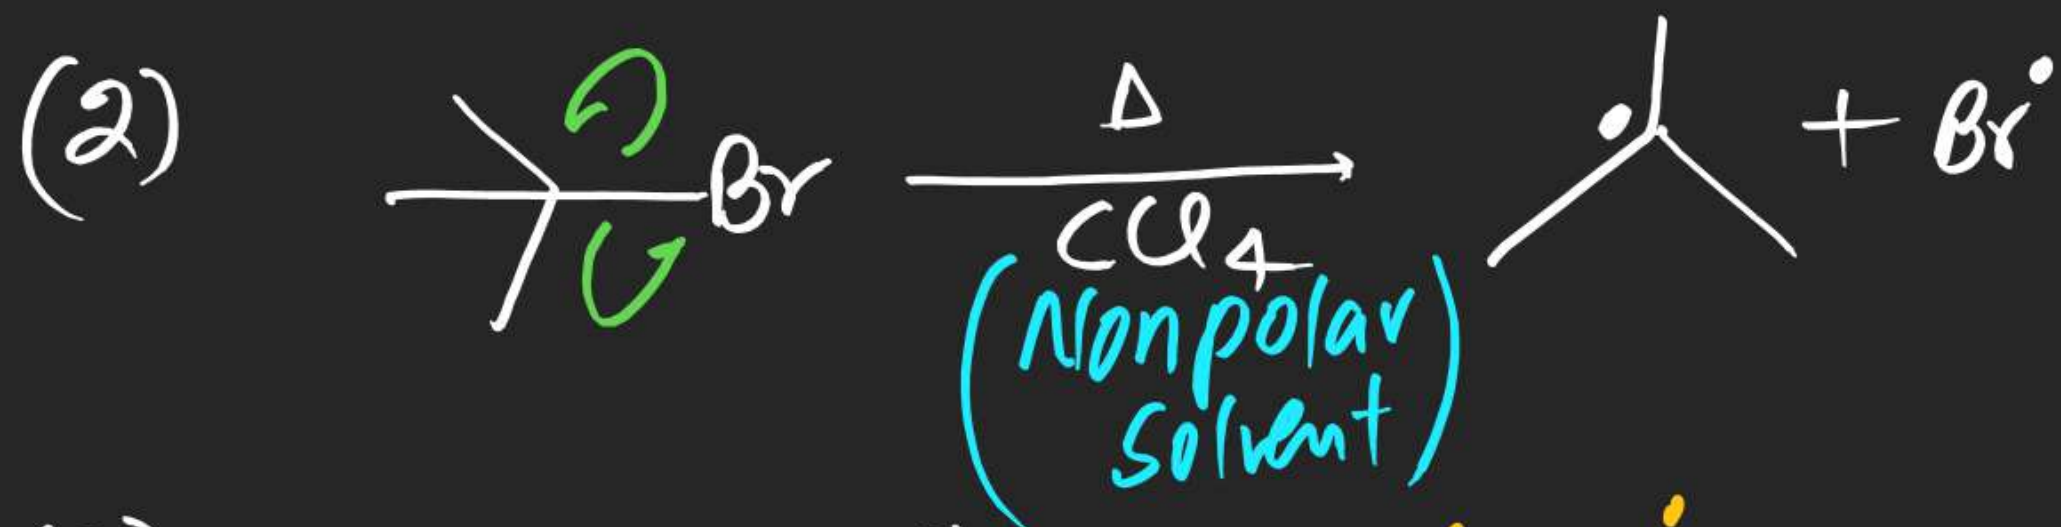 (2) Br Δ + Br•
CCl4
(Nonpolar
solvent)